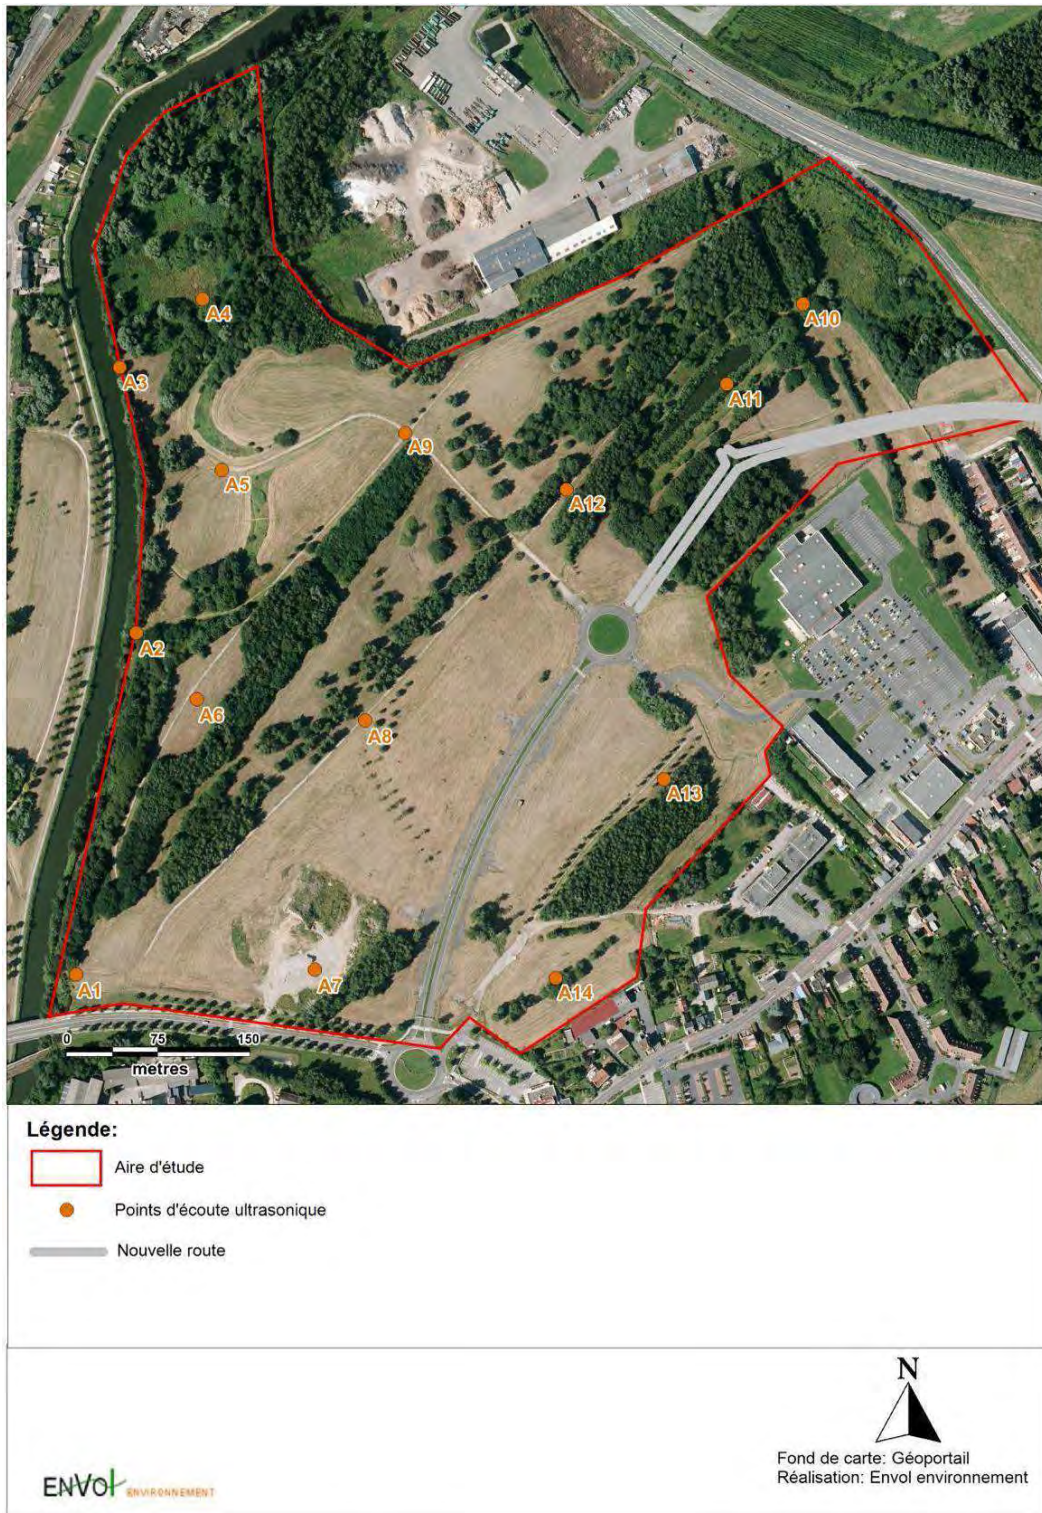 A4
A10
A3
A11
A9
A5
A12
A2
A6
A8
A13
A1
A7
A14
0 75 150
metres
Légende:
Aire d'étude
Points d'écoute ultrasonique
Nouvelle route
N
Fond de carte: Géoportail
Réalisation: Envol environnement
ENVOl ENVIRONNEMENT